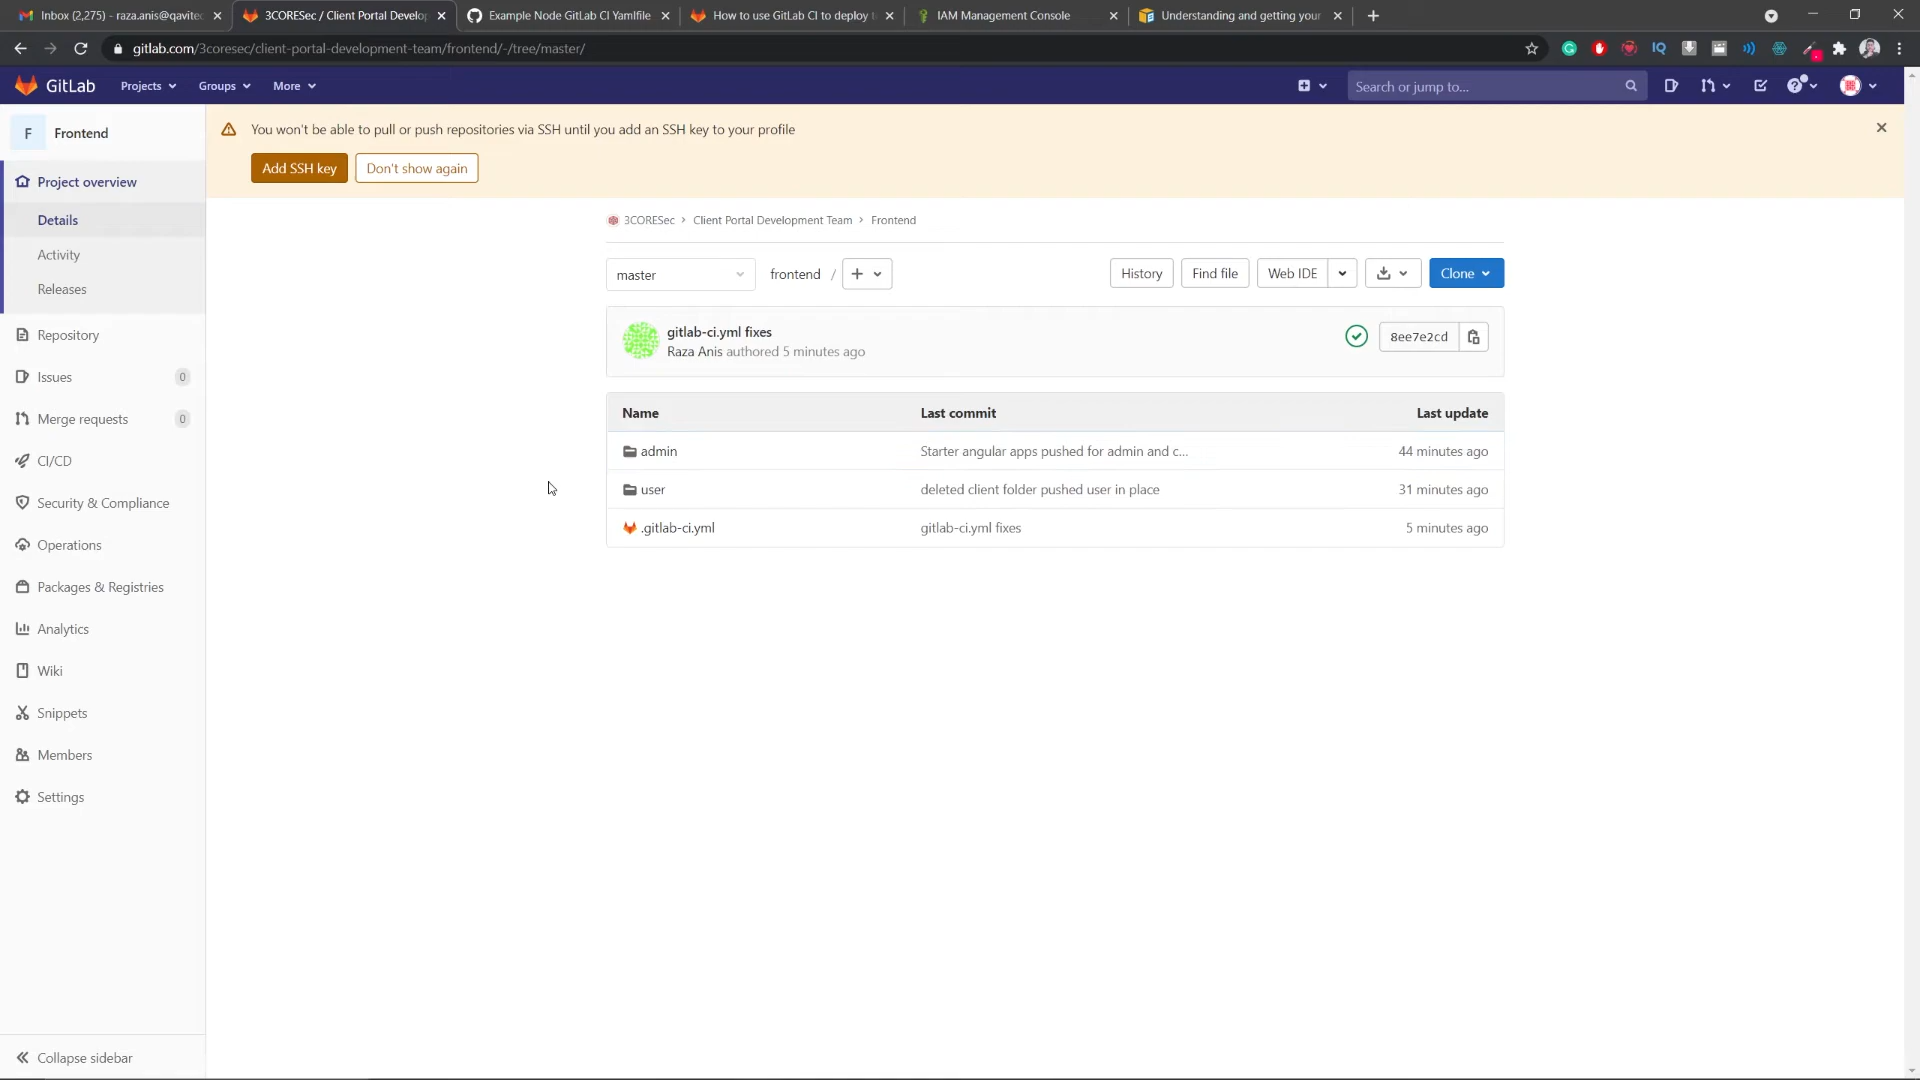 Inbox (2,275) - raza.anis@qavitec
3CORESec / Client Portal Develop
Example Node GitLab CI Yamlfile
How to use GitLab CI to deploy t
IAM Management Console
Understanding and getting your
gitlab.com/3coresec/client-portal-development-team/frontend/-/tree/master/
IQ
GitLab
Projects
Groups
More
Search or jump to...
F
Frontend
You won't be able to pull or push repositories via SSH until you add an SSH key to your profile
Add SSH key
Don't show again
Project overview
Details
Activity
Releases
Repository
Issues 0
Merge requests 0
CI/CD
Security & Compliance
Operations
Packages & Registries
Analytics
Wiki
Snippets
Members
Settings
Collapse sidebar
3CORESec › Client Portal Development Team › Frontend
master
frontend /
History
Find file
Web IDE
Clone
gitlab-ci.yml fixes
Raza Anis authored 5 minutes ago
8ee7e2cd
Name Last commit Last update
admin Starter angular apps pushed for admin and c... 44 minutes ago
user deleted client folder pushed user in place 31 minutes ago
.gitlab-ci.yml gitlab-ci.yml fixes 5 minutes ago